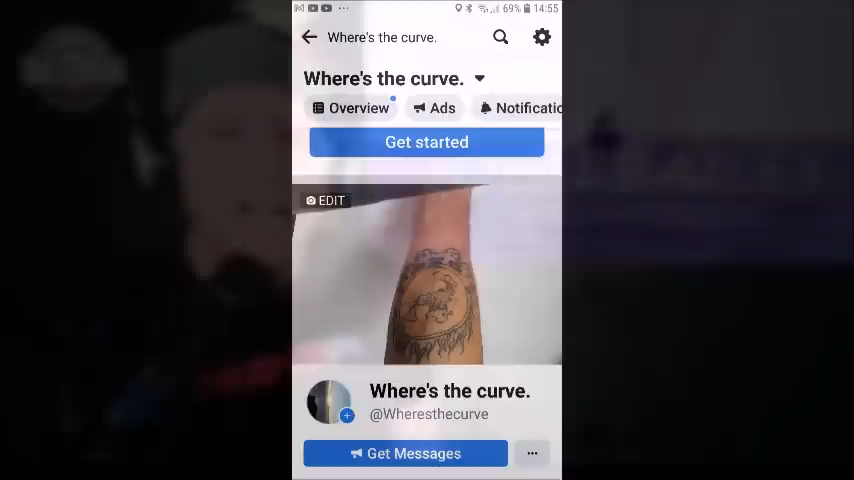 69% 14:55
Where's the curve.
Where's the curve.
Overview Ads Notificatio
Get started
EDIT
Where's the curve.
@Wheresthecurve
Get Messages